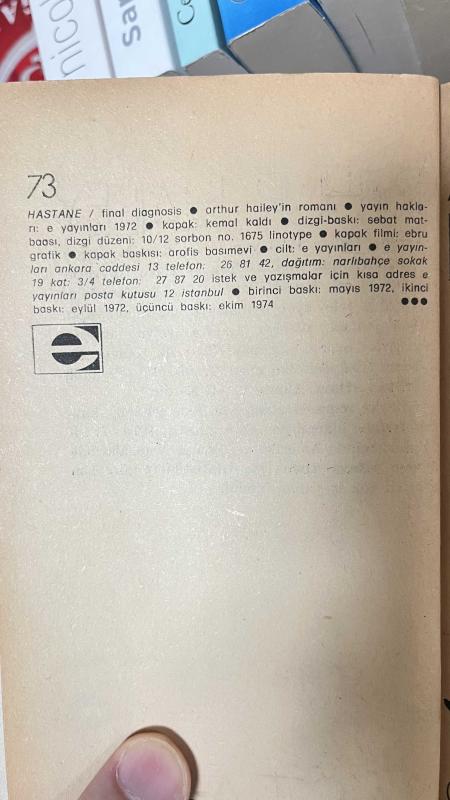 nicol
San
Ce
73
HASTANE / final diagnosis ● arthur hailey'in romanı ● yayın hakla-
rı: e yayınları 1972 ● kapak: kemal kaldı ● dizgi-baskı: sebat mat-
baası, dizgi düzeni: 10/12 sorbon no. 1675 linotype ● kapak filmi: ebru
grafik ● kapak baskısı: arofis basımevi ● cilt: e yayınları ● e yayın-
ları ankara caddesi 13 telefon: 26 81 42, dağıtım: narlıbahçe sokak
19 kat: 3/4 telefon: 27 87 20 istek ve yazışmalar için kısa adres e
yayınları posta kutusu 12 istanbul ● birinci baskı: mayıs 1972, ikinci
baskı: eylül 1972, üçüncü baskı: ekim 1974 ●●●
e